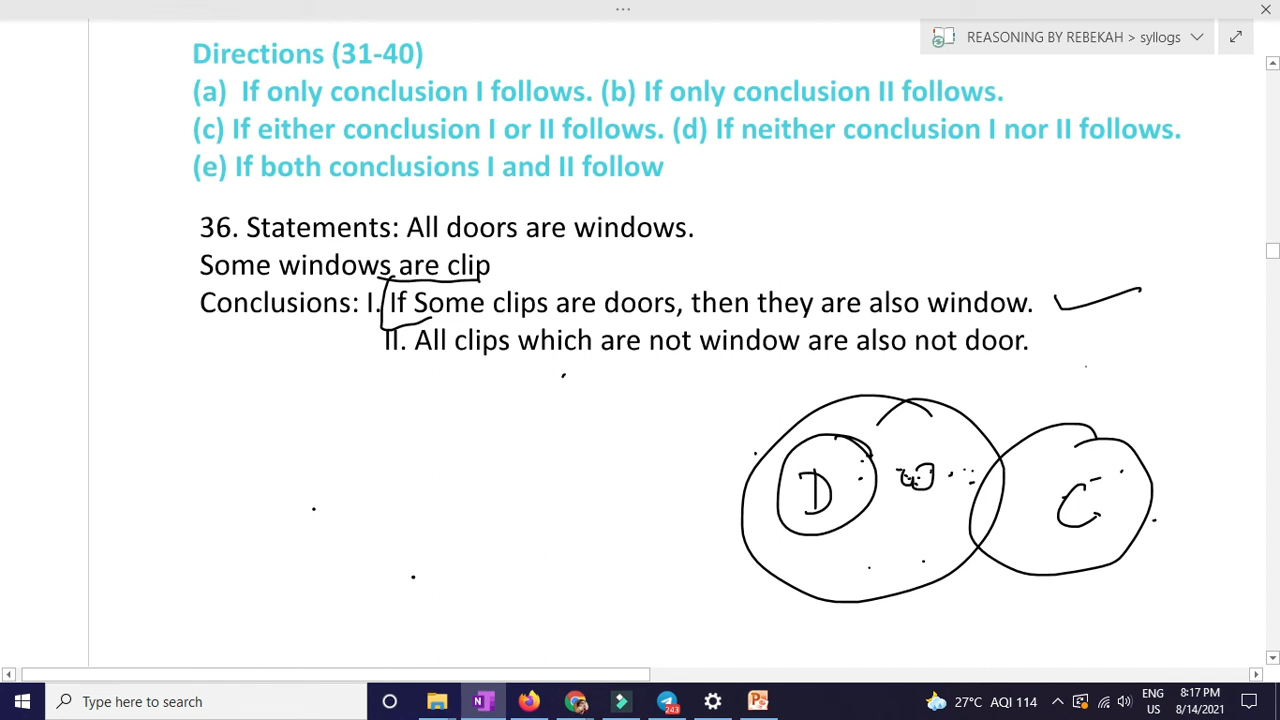 REASONING BY REBEKAH > syllogs
Directions (31-40)
(a) If only conclusion I follows. (b) If only conclusion II follows.
(c) If either conclusion I or II follows. (d) If neither conclusion I nor II follows.
(e) If both conclusions I and II follow
36. Statements: All doors are windows.
Some windows are clip
Conclusions: I. If Some clips are doors, then they are also window.
II. All clips which are not window are also not door.
D
W
C
Type here to search
243
27°C AQI 114
ENG
US
8:17 PM
8/14/2021